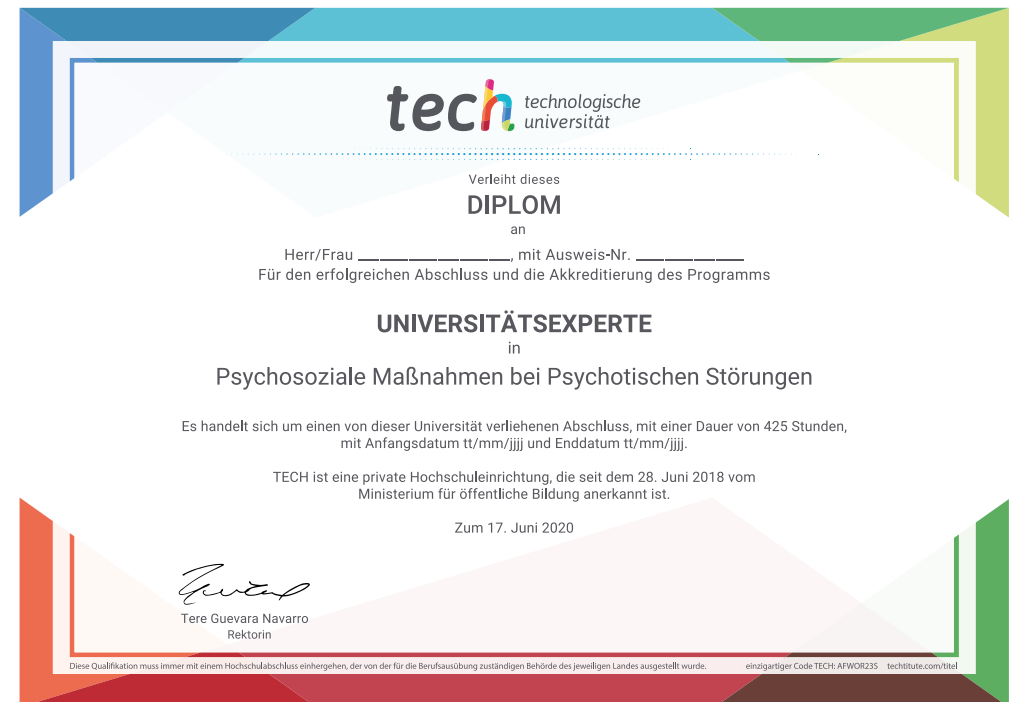 tech technologische
universität
Verleiht dieses
DIPLOM
an
Herr/Frau ________________, mit Ausweis-Nr. ____________
Für den erfolgreichen Abschluss und die Akkreditierung des Programms
UNIVERSITÄTSEXPERTE
in
Psychosoziale Maßnahmen bei Psychotischen Störungen
Es handelt sich um einen von dieser Universität verliehenen Abschluss, mit einer Dauer von 425 Stunden,
mit Anfangsdatum tt/mm/jjjj und Enddatum tt/mm/jjjj.
TECH ist eine private Hochschuleinrichtung, die seit dem 28. Juni 2018 vom
Ministerium für öffentliche Bildung anerkannt ist.
Zum 17. Juni 2020
Tere Guevara Navarro
Rektorin
Diese Qualifikation muss immer mit einem Hochschulabschluss einhergehen, der von der für die Berufsausübung zuständigen Behörde des jeweiligen Landes ausgestellt wurde. einzigartiger Code TECH: AFWOR23S techtitute.com/titel